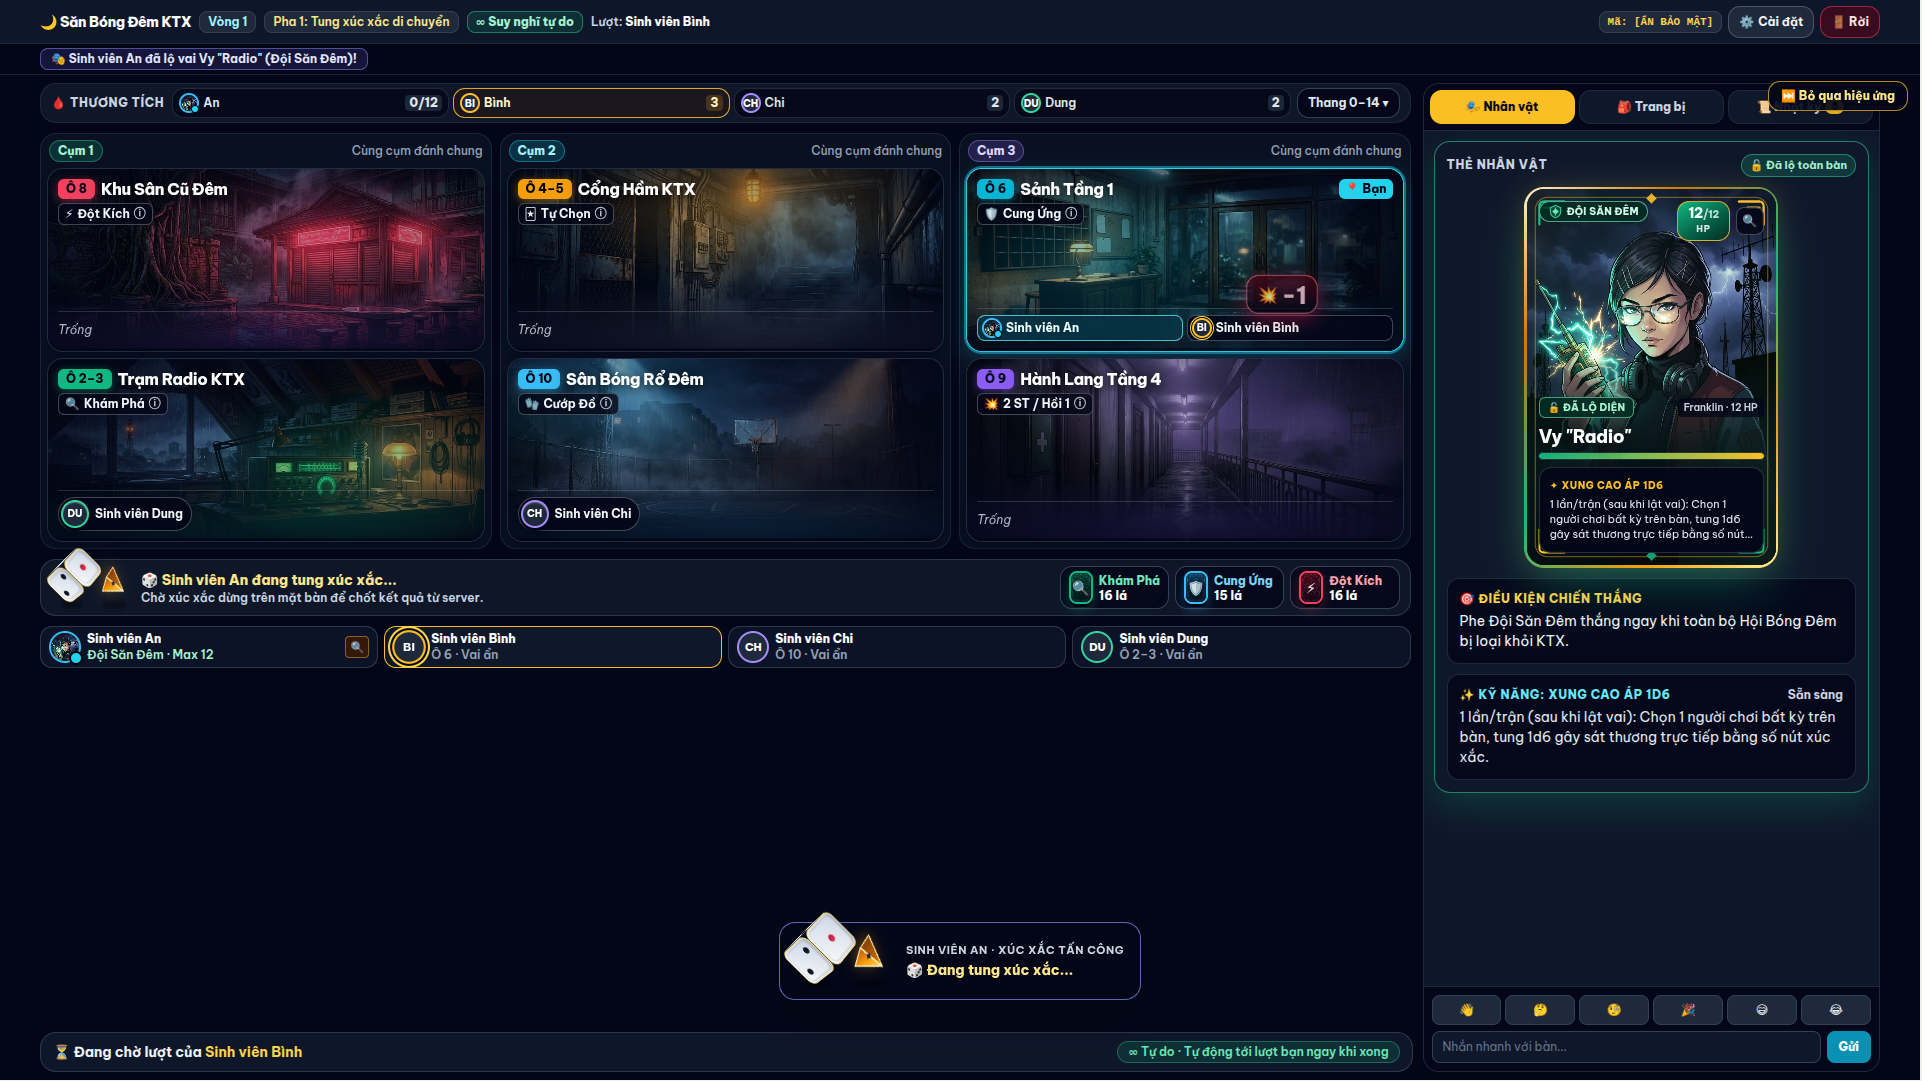 Săn Bóng Đêm KTX
Vòng 1
Pha 1: Tung xúc xắc di chuyển
∞ Suy nghĩ tự do
Lượt: Sinh viên Bình
Mã: [ẨN BẢO MẬT]
Cài đặt
Rời
Sinh viên An đã lộ vai Vy "Radio" (Đội Săn Đêm)!
THƯƠNG TÍCH
An
0/12
BI
Bình
3
CH
Chi
2
DU
Dung
2
Thang 0–14 ▾
Cụm 1
Cùng cụm đánh chung
Ô 8
Khu Sân Cũ Đêm
Đột Kích ⓘ
Trống
Ô 2–3
Trạm Radio KTX
Khám Phá ⓘ
DU
Sinh viên Dung
Cụm 2
Cùng cụm đánh chung
Ô 4–5
Cổng Hầm KTX
Tự Chọn ⓘ
Trống
Ô 10
Sân Bóng Rổ Đêm
Cướp Đồ ⓘ
CH
Sinh viên Chi
Cụm 3
Cùng cụm đánh chung
Ô 6
Sảnh Tầng 1
Bạn
Cung Ứng ⓘ
-1
Sinh viên An
BI
Sinh viên Bình
Ô 9
Hành Lang Tầng 4
2 ST / Hồi 1 ⓘ
Trống
Sinh viên An đang tung xúc xắc...
Chờ xúc xắc dừng trên mặt bàn để chốt kết quả từ server.
Khám Phá
16 lá
Cung Ứng
15 lá
Đột Kích
16 lá
Sinh viên An
Đội Săn Đêm · Max 12
BI
Sinh viên Bình
Ô 6 · Vai ẩn
CH
Sinh viên Chi
Ô 10 · Vai ẩn
DU
Sinh viên Dung
Ô 2–3 · Vai ẩn
SINH VIÊN AN · XÚC XẮC TẤN CÔNG
Đang tung xúc xắc...
Đang chờ lượt của Sinh viên Bình
∞ Tự do · Tự động tới lượt bạn ngay khi xong
Nhân vật
Trang bị
Bỏ qua hiệu ứng
THẺ NHÂN VẬT
Đã lộ toàn bàn
ĐỘI SĂN ĐÊM
12/12
HP
ĐÃ LỘ DIỆN
Franklin · 12 HP
Vy "Radio"
✦ XUNG CAO ÁP 1D6
1 lần/trận (sau khi lật vai): Chọn 1
người chơi bất kỳ trên bàn, tung 1d6
gây sát thương trực tiếp bằng số nút...
ĐIỀU KIỆN CHIẾN THẮNG
Phe Đội Săn Đêm thắng ngay khi toàn bộ Hội Bóng Đêm
bị loại khỏi KTX.
KỸ NĂNG: XUNG CAO ÁP 1D6
Sẵn sàng
1 lần/trận (sau khi lật vai): Chọn 1 người chơi bất kỳ trên
bàn, tung 1d6 gây sát thương trực tiếp bằng số nút xúc
xắc.
Nhắn nhanh với bàn...
Gửi